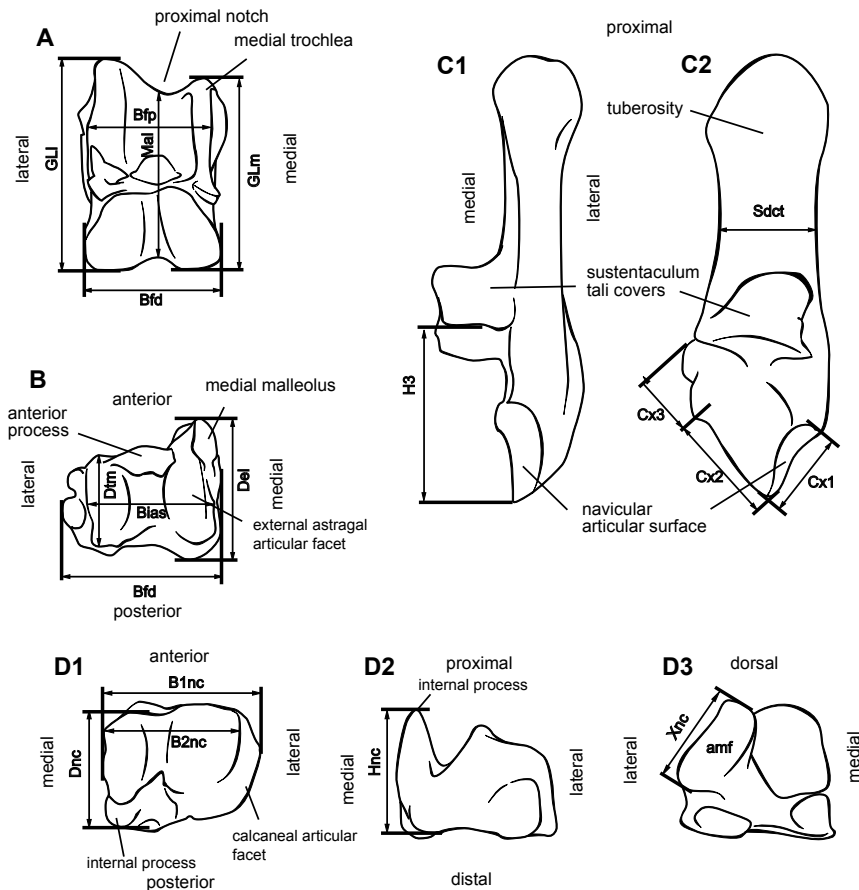 A
proximal notch
medial trochlea
lateral
GLl
Bfp
Mal
GLm
medial
Bfd
C1
proximal
C2
tuberosity
medial
lateral
Sdct
sustentaculum
tali covers
H3
Cx3
Cx2
Cx1
navicular
articular surface
B
anterior
medial malleolus
anterior
process
lateral
Dtm
Bias
Del
medial
external astragal
articular facet
Bfd
posterior
D1
anterior
B1nc
B2nc
Dnc
medial
lateral
calcaneal articular
facet
internal process
posterior
D2
proximal
internal process
Hnc
medial
lateral
distal
D3
dorsal
Xnc
amf
lateral
medial